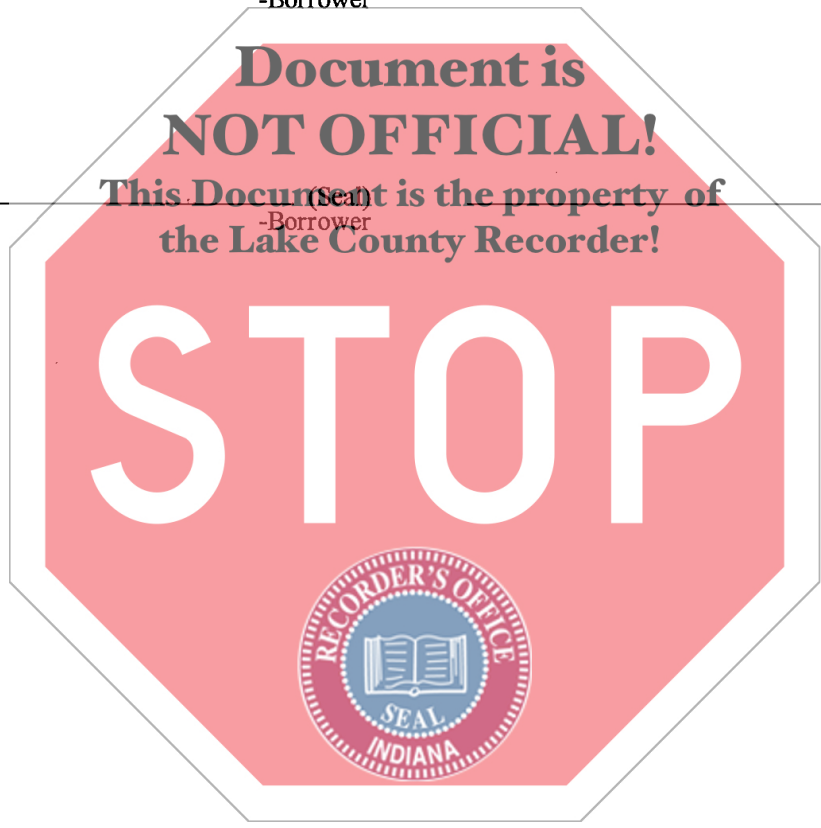 -Borrower
Document is
NOT OFFICIAL!
This Document is the property of
(Seal)
-Borrower
the Lake County Recorder!
STOP
RECORDER'S OFFICE
SEAL
INDIANA